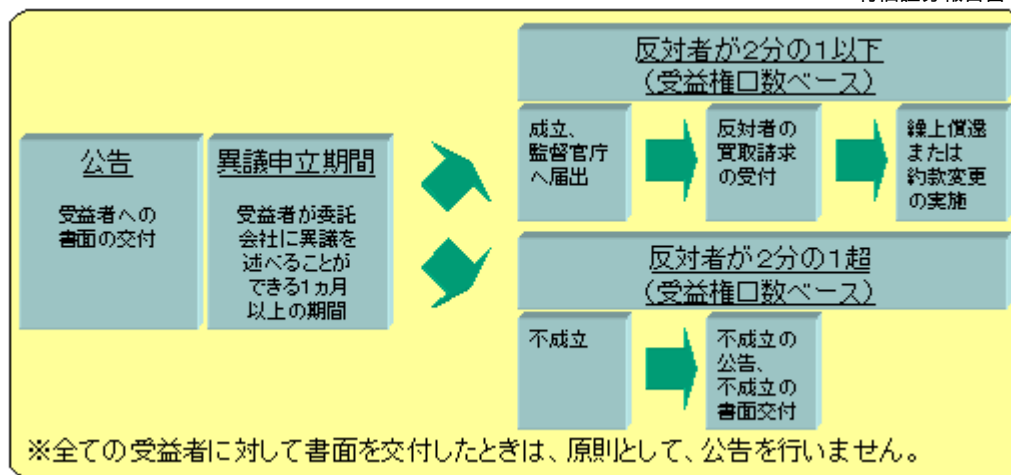 公告
受益者への
書面の交付
異議申立期間
受益者が委託
会社に異議を
述べることが
できる1ヵ月
以上の期間
反対者が2分の1以下
(受益権口数ベース)
成立、
監督官庁
へ届出
反対者の
買取請求
の受付
繰上償還
または
約款変更
の実施
反対者が2分の1超
(受益権口数ベース)
不成立
不成立の
公告、
不成立の
書面交付
※全ての受益者に対して書面を交付したときは、原則として、公告を行いません。